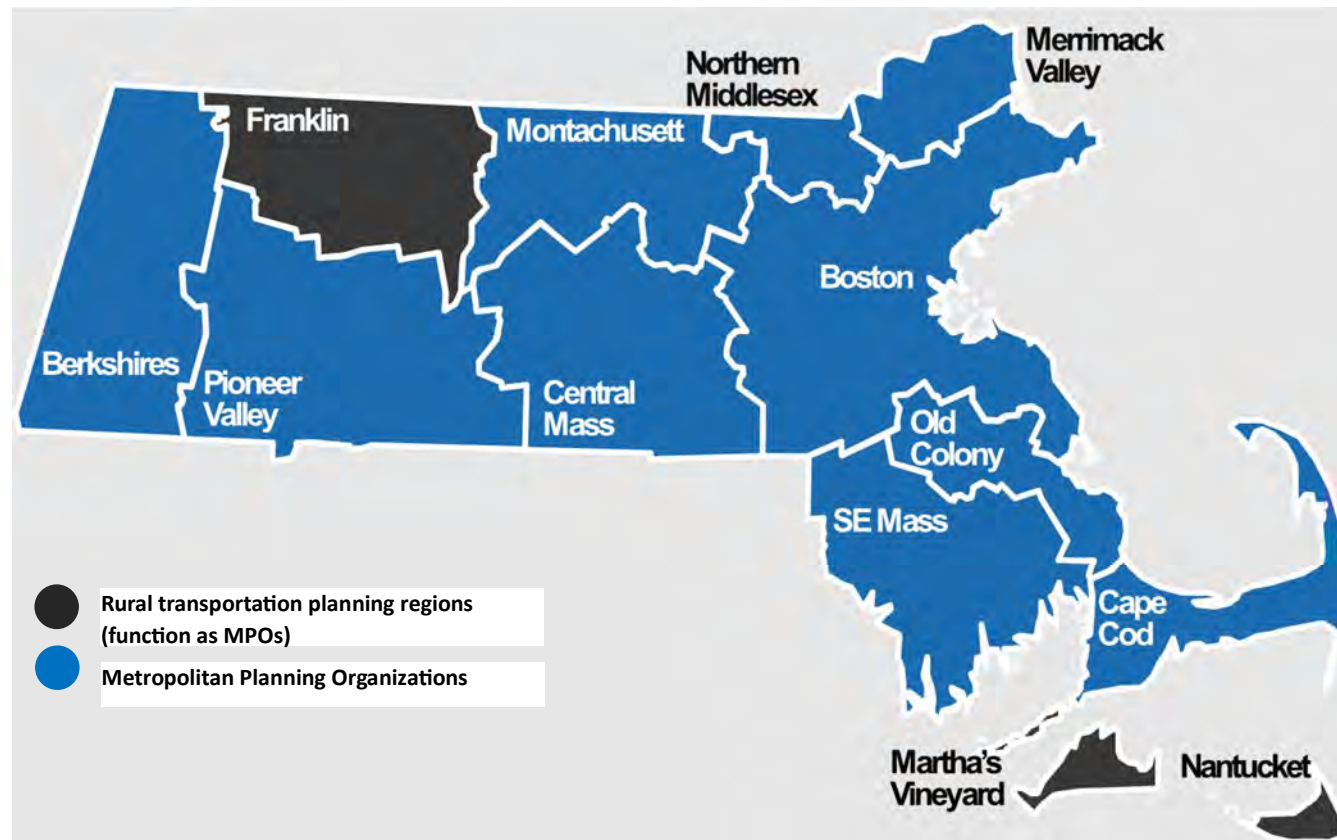 Merrimack
Valley
Northern
Middlesex
Franklin
Montachusett
Boston
Berkshires
Pioneer
Valley
Central
Mass
Old
Colony
SE Mass
Cape
Cod
Rural transportation planning regions
(function as MPOs)
Metropolitan Planning Organizations
Martha's
Vineyard
Nantucket